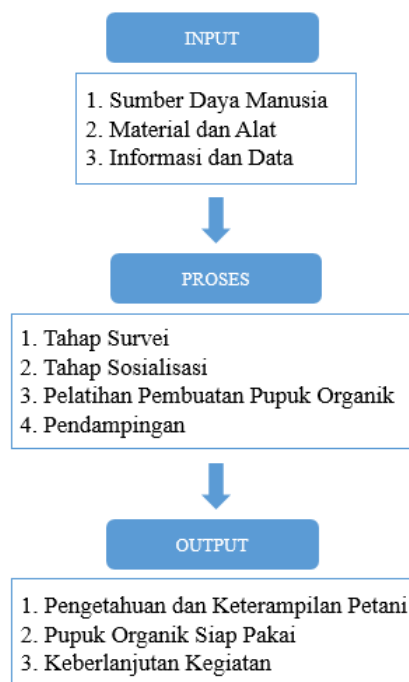 INPUT
1. Sumber Daya Manusia
2. Material dan Alat
3. Informasi dan Data
PROSES
1. Tahap Survei
2. Tahap Sosialisasi
3. Pelatihan Pembuatan Pupuk Organik
4. Pendampingan
OUTPUT
1. Pengetahuan dan Keterampilan Petani
2. Pupuk Organik Siap Pakai
3. Keberlanjutan Kegiatan